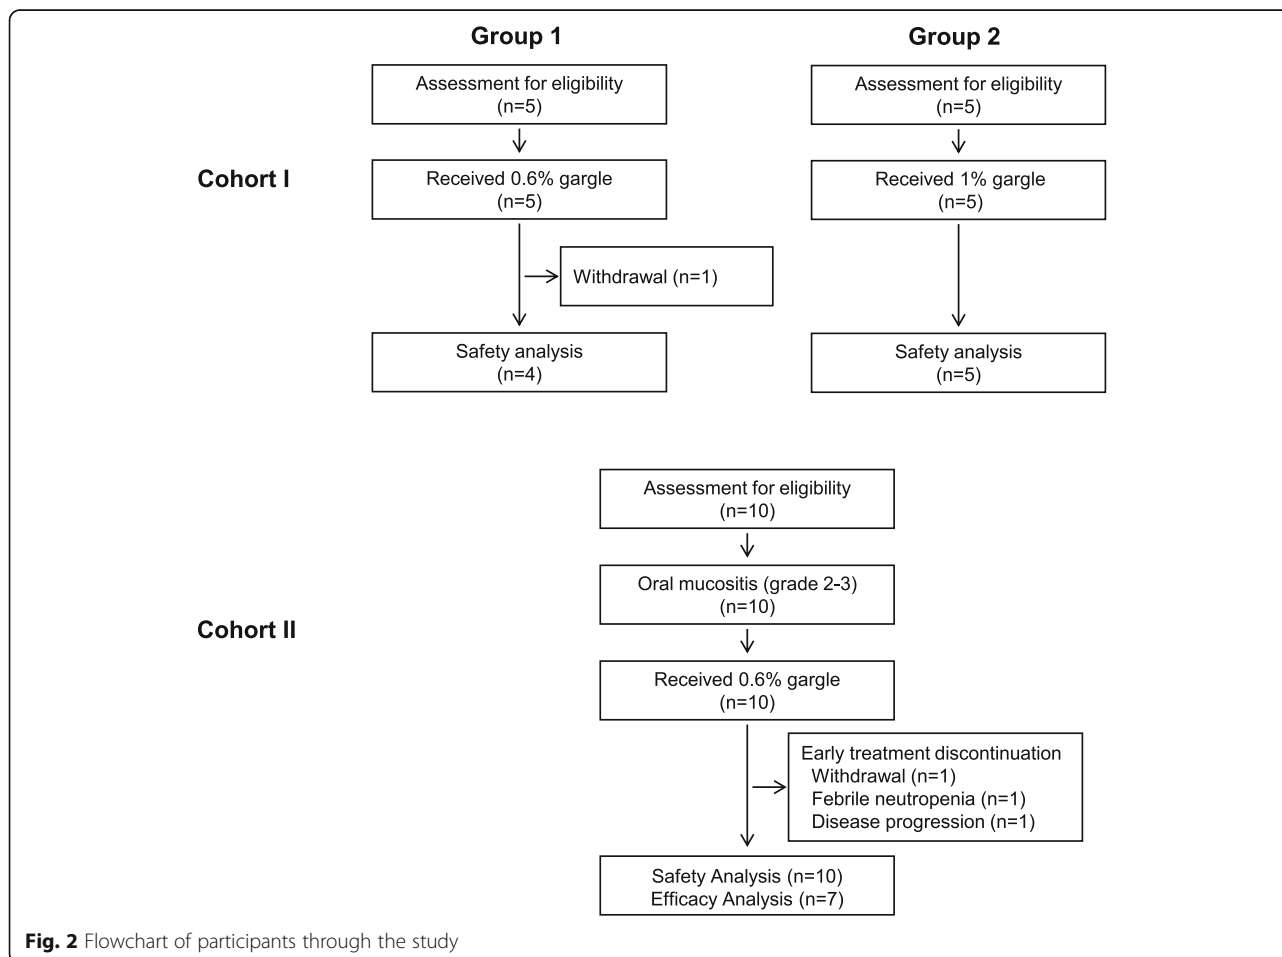 Group 1
Group 2
Cohort I
Assessment for eligibility
(n=5)
Received 0.6% gargle
(n=5)
Withdrawal (n=1)
Safety analysis
(n=4)
Assessment for eligibility
(n=5)
Received 1% gargle
(n=5)
Safety analysis
(n=5)
Cohort II
Assessment for eligibility
(n=10)
Oral mucositis (grade 2-3)
(n=10)
Received 0.6% gargle
(n=10)
Early treatment discontinuation
Withdrawal (n=1)
Febrile neutropenia (n=1)
Disease progression (n=1)
Safety Analysis (n=10)
Efficacy Analysis (n=7)
Fig. 2 Flowchart of participants through the study